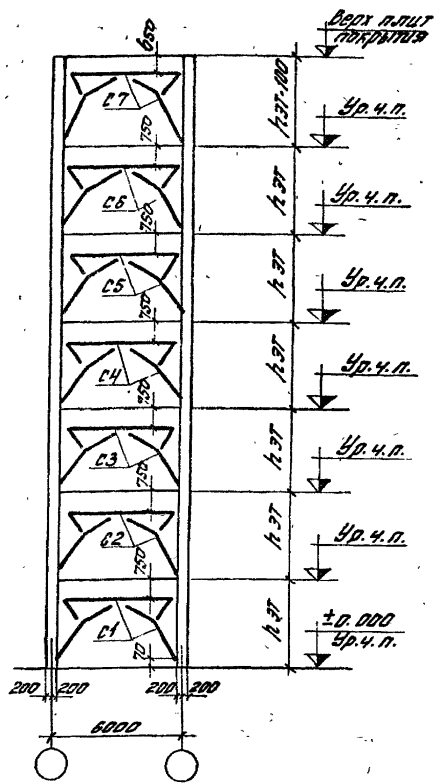 Верх плит
покрытия
650
С7
hэт-100
750
Ур.ч.п.
С6
hэт
750
Ур.ч.п.
С5
hэт
750
Ур.ч.п.
С4
hэт
750
Ур.ч.п.
С3
hэт
750
Ур.ч.п.
С2
hэт
750
Ур.ч.п.
С1
hэт
70
±0.000
Ур.ч.п.
200 200 200 200
6000